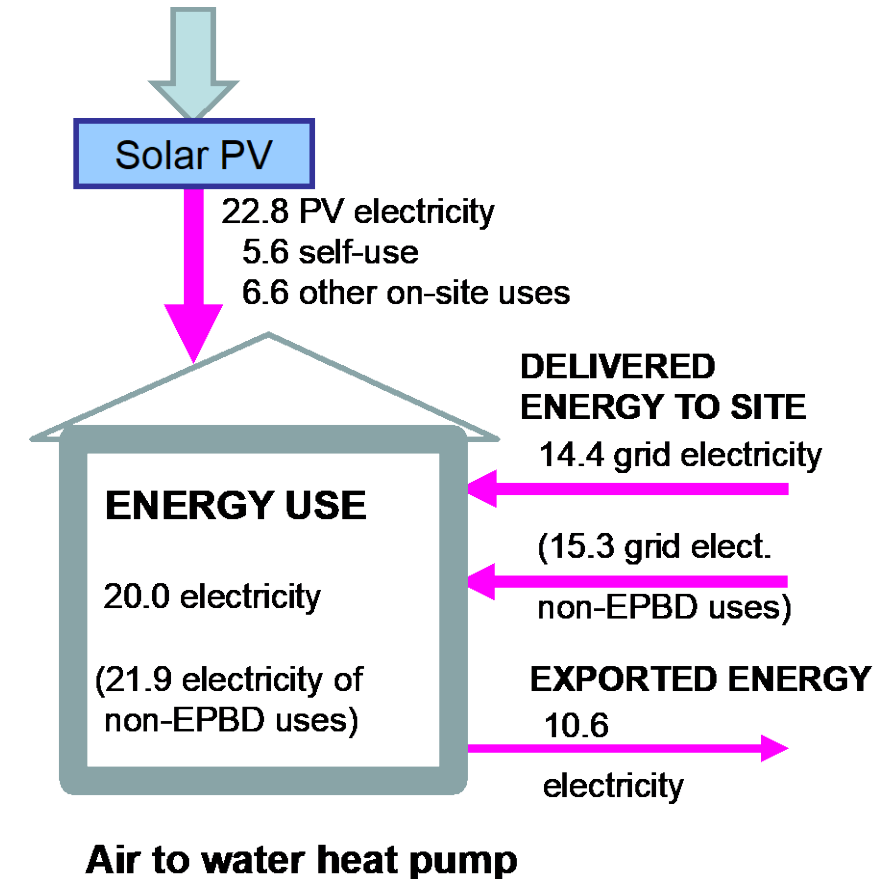 Solar PV
22.8 PV electricity
5.6 self-use
6.6 other on-site uses
DELIVERED
ENERGY TO SITE
14.4 grid electricity
ENERGY USE
(15.3 grid elect.
20.0 electricity
non-EPBD uses)
(21.9 electricity of
non-EPBD uses)
EXPORTED ENERGY
10.6
electricity
Air to water heat pump